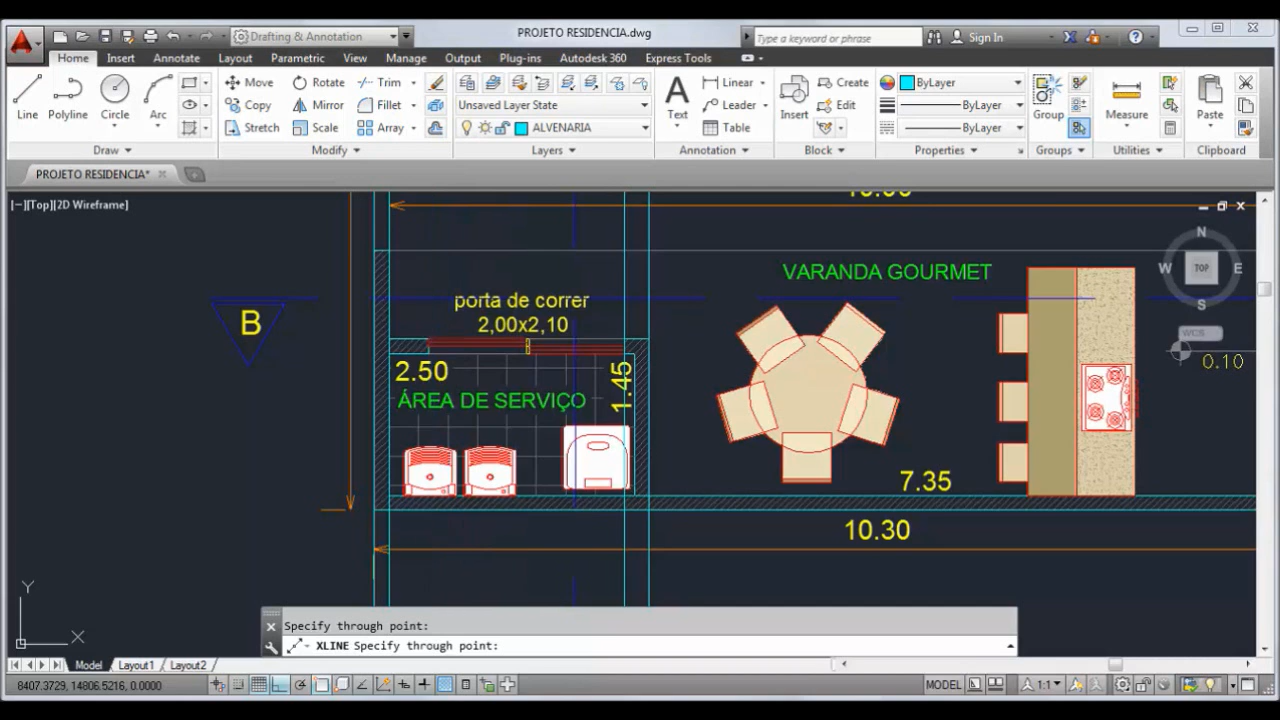 PROJETO RESIDENCIA.dwg
Drafting & Annotation
Type a keyword or phrase
Sign In
Home Insert Annotate Layout Parametric View Manage Output Plug-ins Autodesk 360 Express Tools
Line Polyline Circle Arc
Move Rotate Trim
Copy Mirror Fillet
Stretch Scale Array
Unsaved Layer State
ALVENARIA
Text
Linear
Leader
Table
Insert
Create
Edit
ByLayer
ByLayer
ByLayer
Group
Measure
Paste
Draw Modify Layers Annotation Block Properties Groups Utilities Clipboard
PROJETO RESIDENCIA*
[−][Top][2D Wireframe]
N
W TOP E
S
WCS
VARANDA GOURMET
porta de correr
2,00x2,10
B
0.10
2.50
1.45
ÁREA DE SERVIÇO
7.35
10.30
Y
X
Specify through point:
XLINE Specify through point:
Model Layout1 Layout2
8407.3729, 14806.5216, 0.0000
MODEL
1:1